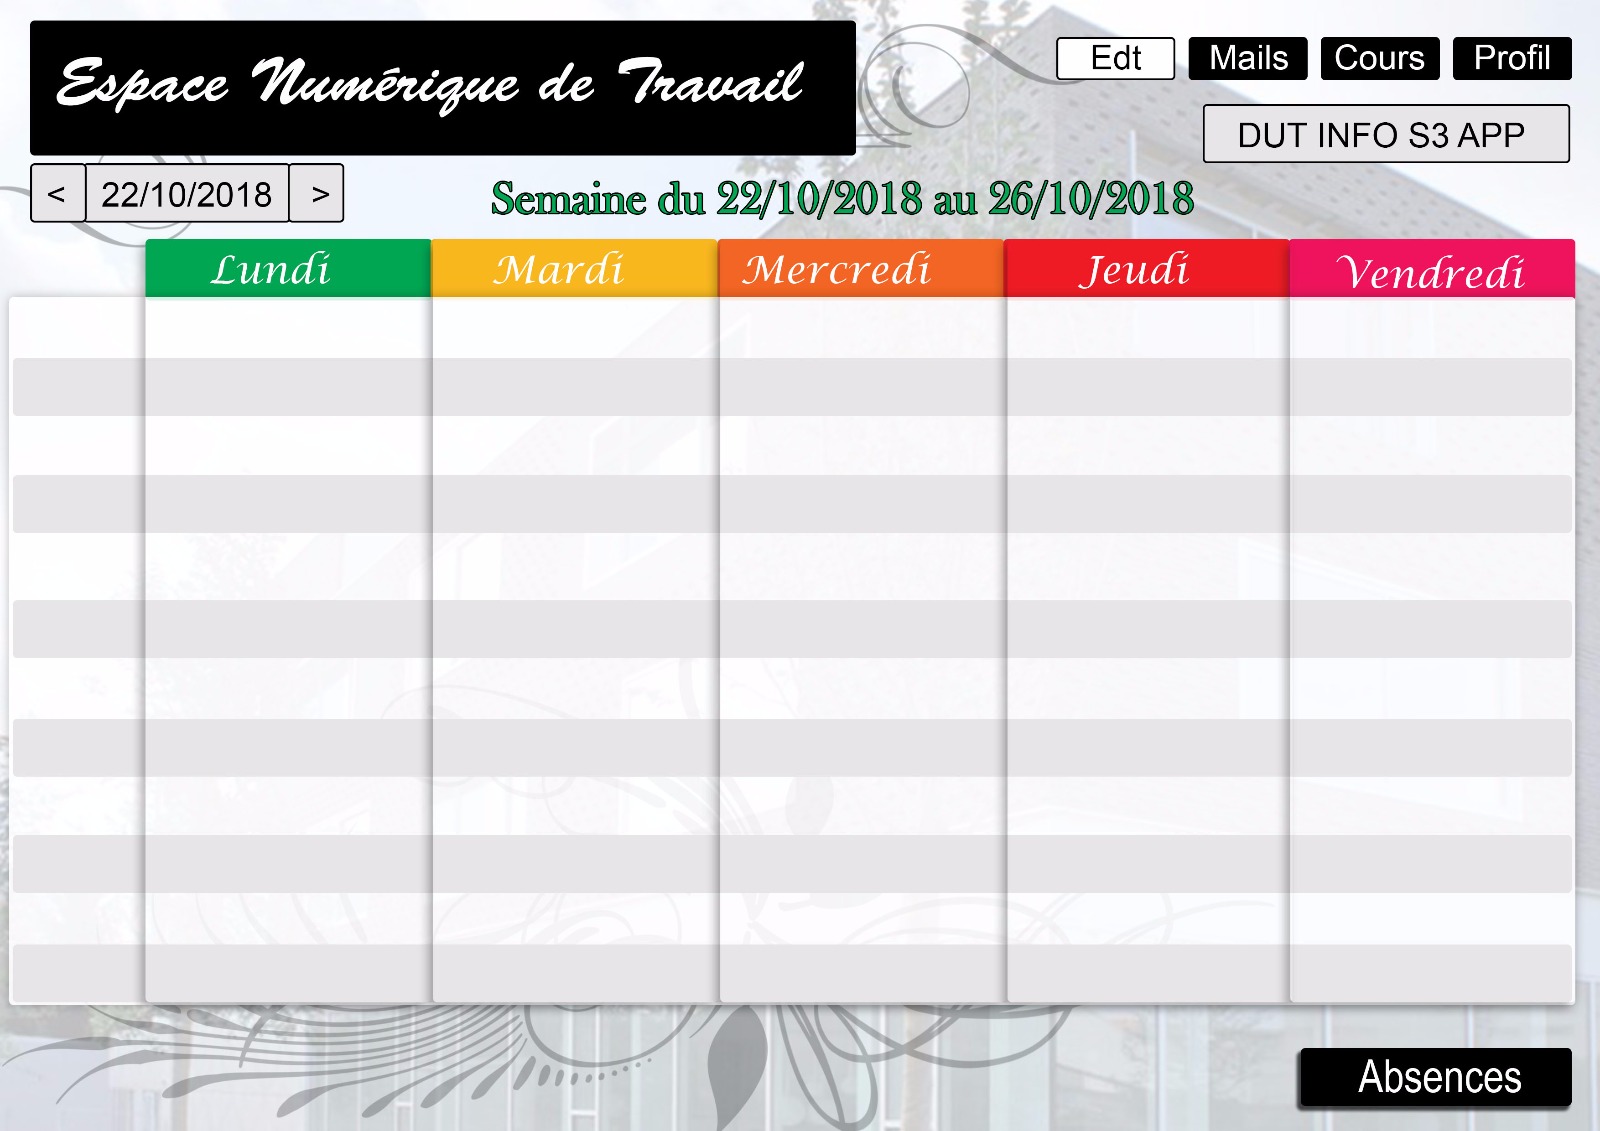 Espace Numérique de Travail
Edt Mails Cours Profil
DUT INFO S3 APP
< 22/10/2018 >
Semaine du 22/10/2018 au 26/10/2018
Lundi Mardi Mercredi Jeudi Vendredi
Absences